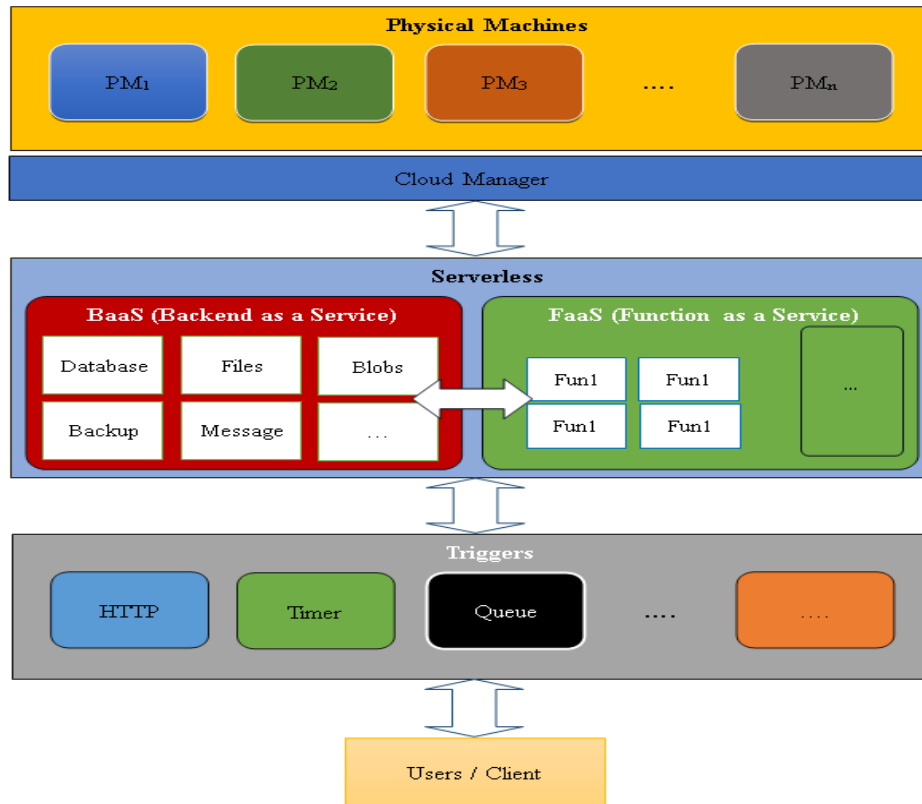 Physical Machines
PM₁ PM₂ PM₃ .... PMₙ
Cloud Manager
Serverless
BaaS (Backend as a Service) FaaS (Function as a Service)
Database Files Blobs Fun1 Fun1 ...
Backup Message ... Fun1 Fun1
Triggers
HTTP Timer Queue .... ....
Users / Client